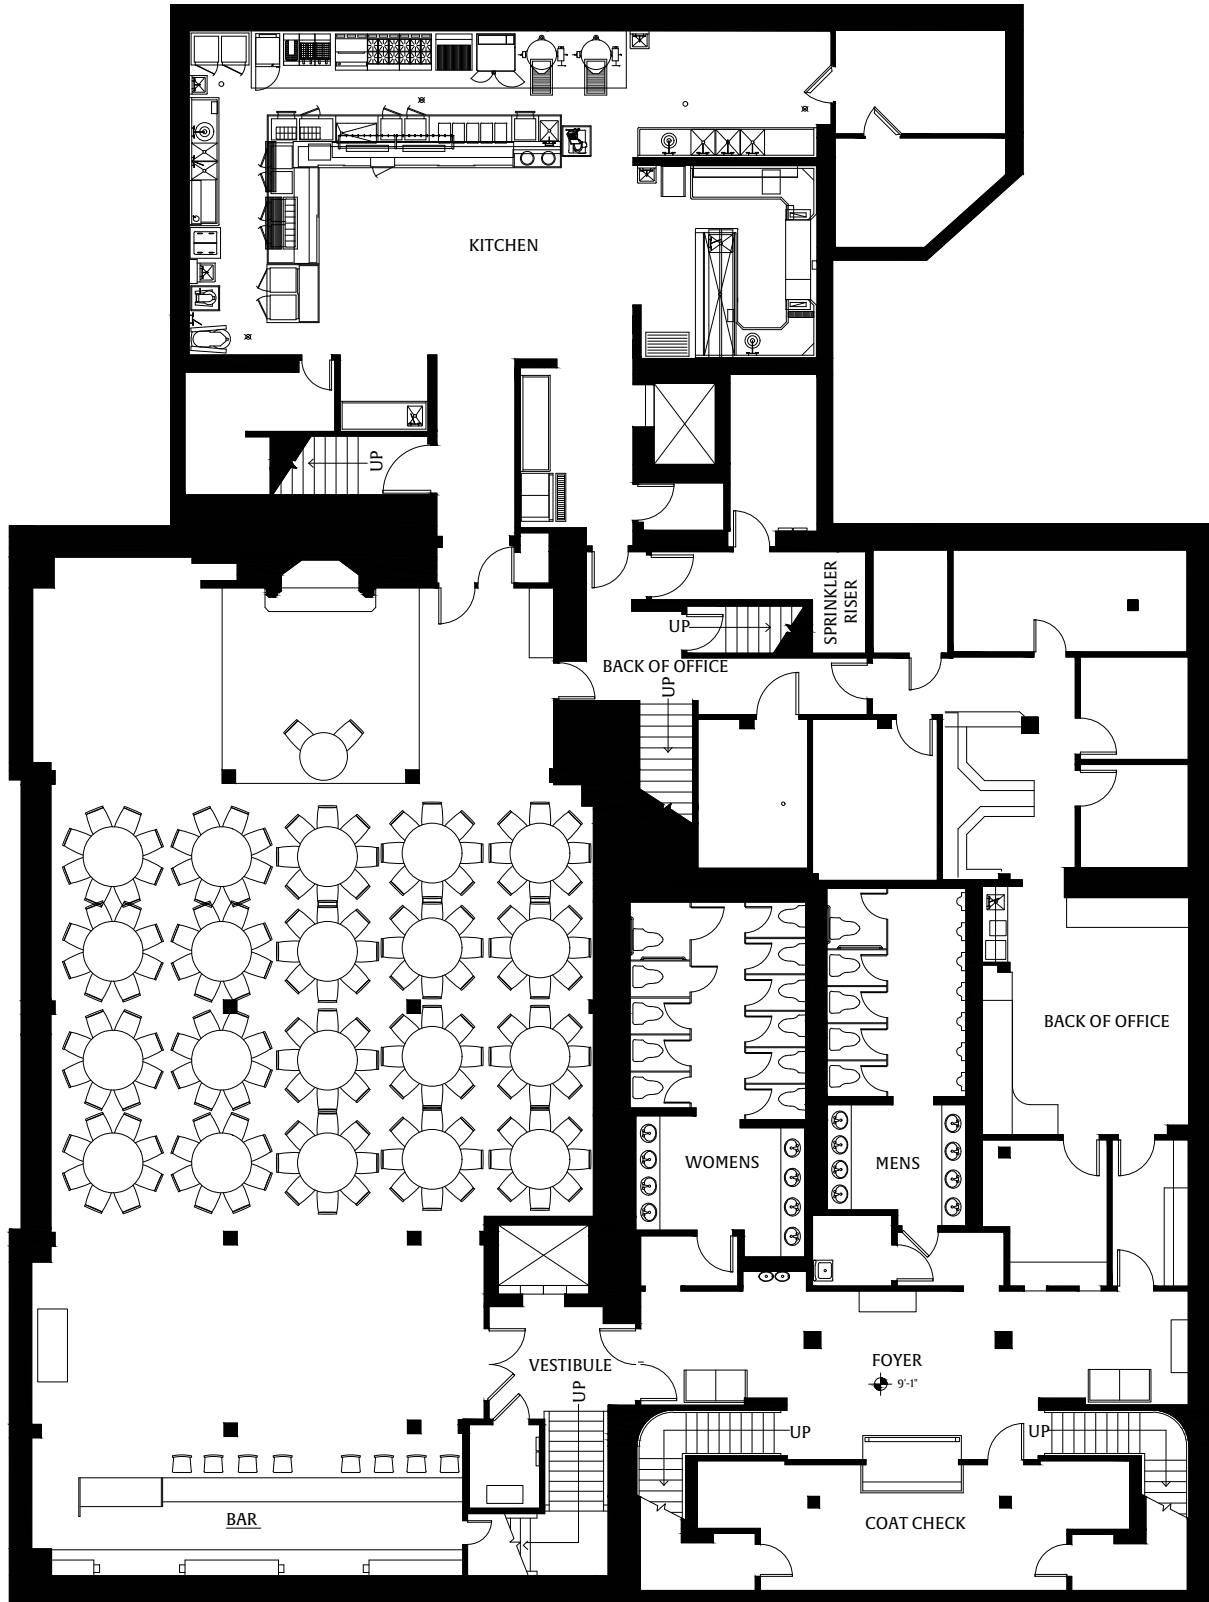 KITCHEN
UP
SPRINKLER
RISER
UP
BACK OF OFFICE
UP
BACK OF OFFICE
WOMENS
MENS
VESTIBULE
FOYER
9'-1"
UP
UP
UP
BAR
COAT CHECK